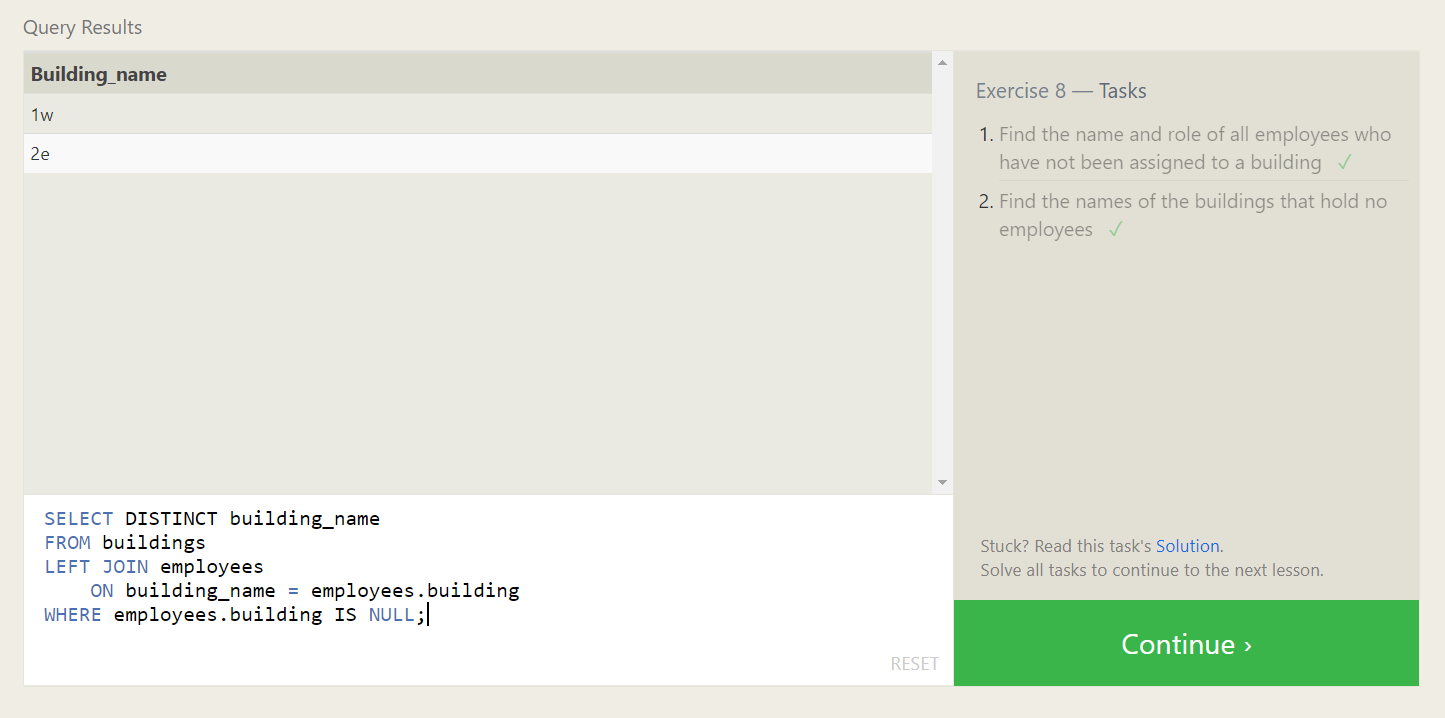 Query Results
Building_name
1w
2e
Exercise 8 — Tasks
1. Find the name and role of all employees who
have not been assigned to a building ✓
2. Find the names of the buildings that hold no
employees ✓
SELECT DISTINCT building_name
FROM buildings
LEFT JOIN employees
    ON building_name = employees.building
WHERE employees.building IS NULL;
RESET
Stuck? Read this task's Solution.
Solve all tasks to continue to the next lesson.
Continue ›